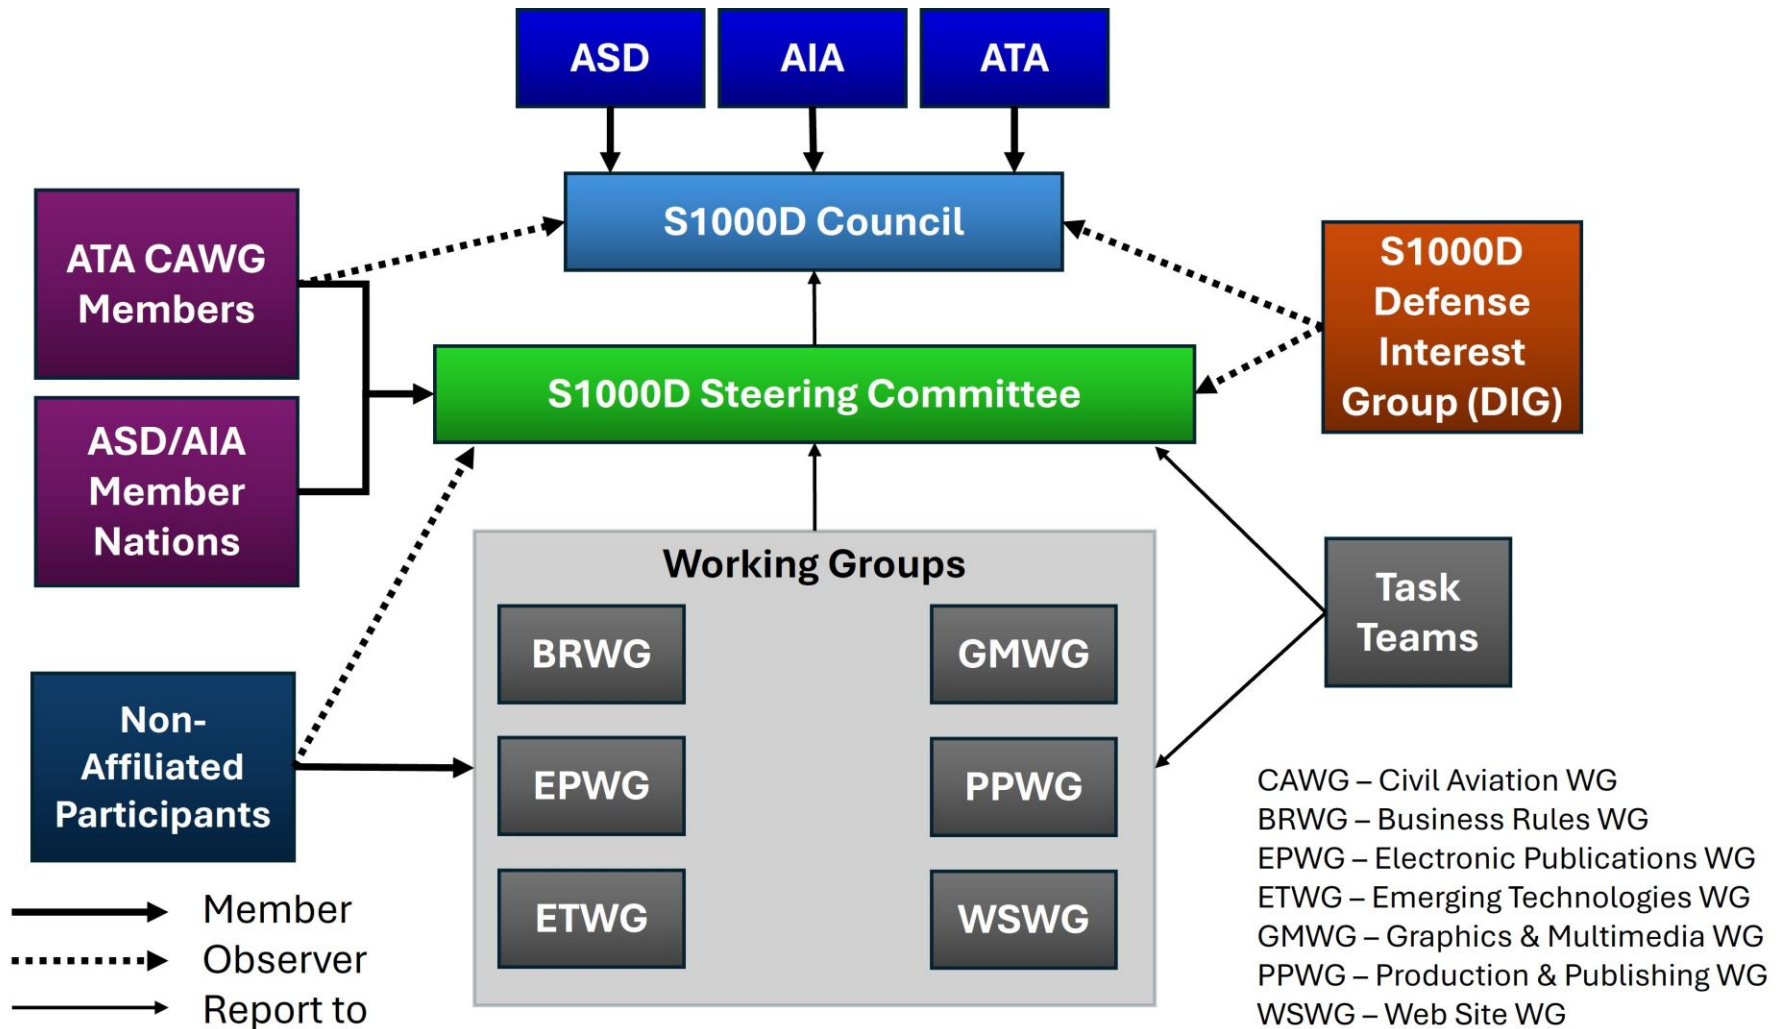 ASD
AIA
ATA
S1000D Council
ATA CAWG
Members
S1000D
Defense
Interest
Group (DIG)
S1000D Steering Committee
ASD/AIA
Member
Nations
Working Groups
Task
Teams
BRWG
GMWG
Non-
Affiliated
Participants
EPWG
PPWG
ETWG
WSWG
CAWG – Civil Aviation WG
BRWG – Business Rules WG
EPWG – Electronic Publications WG
ETWG – Emerging Technologies WG
GMWG – Graphics & Multimedia WG
PPWG – Production & Publishing WG
WSWG – Web Site WG
Member
Observer
Report to